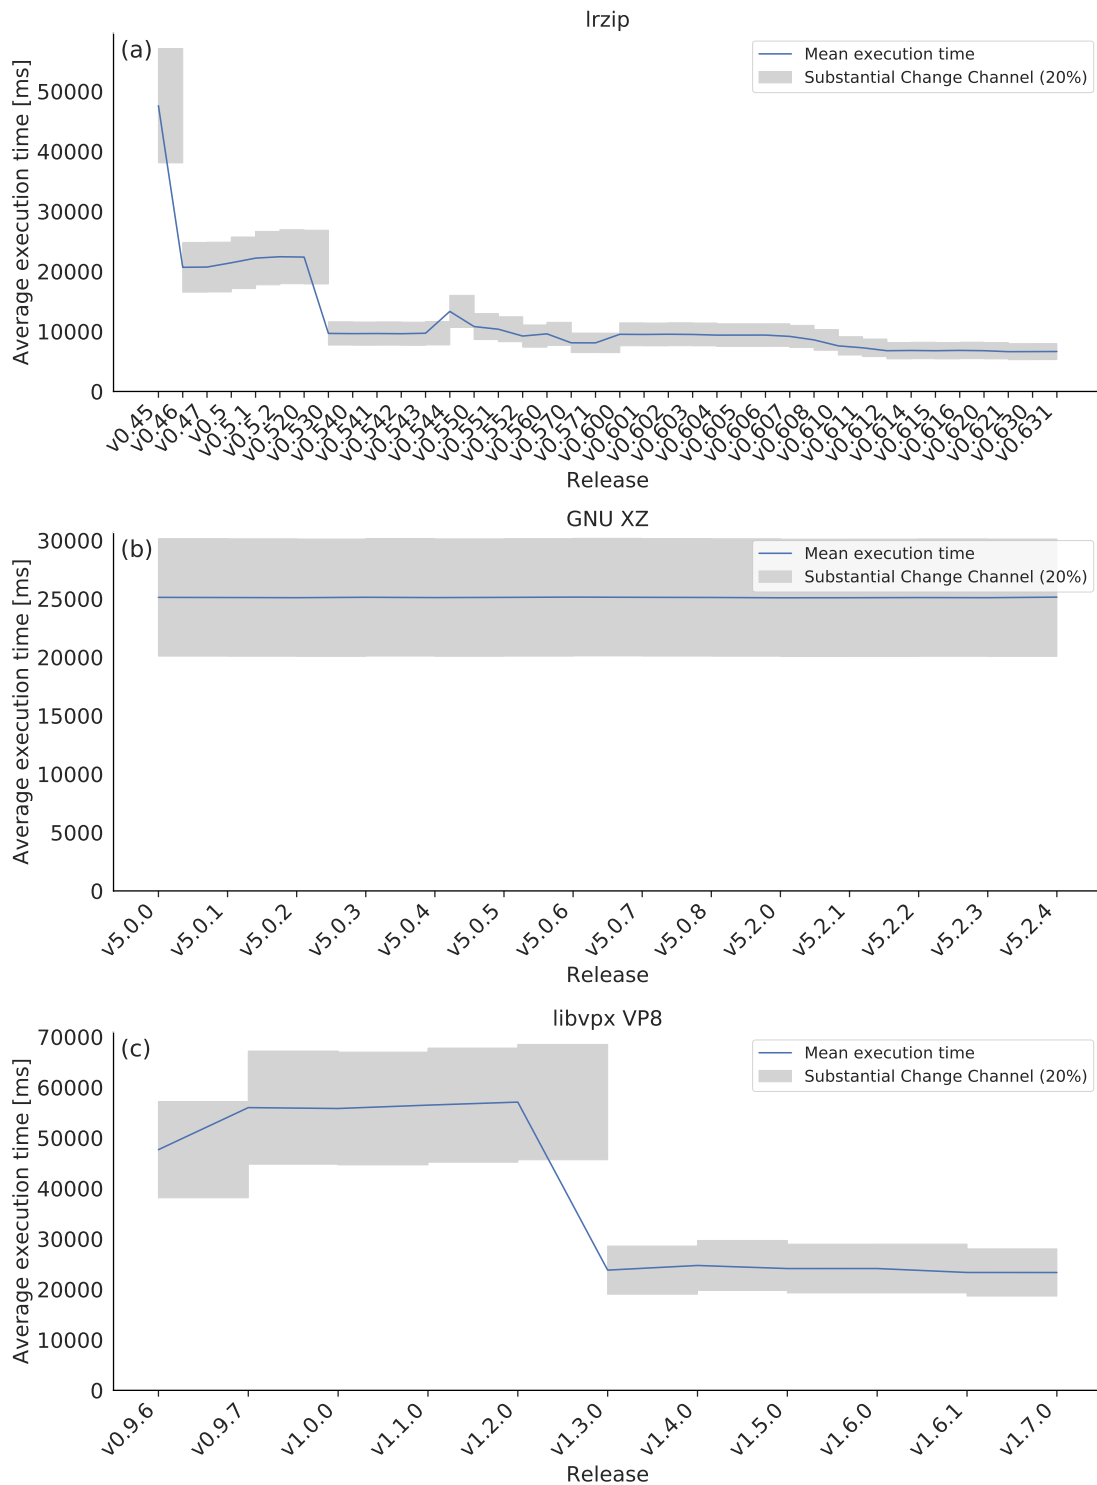 lrzip
(a)
Mean execution time
Substantial Change Channel (20%)
Average execution time [ms]
50000
40000
30000
20000
10000
0
v0.45
v0.46
v0.47
v0.5
v0.5.1
v0.5.2
v0.520
v0.530
v0.540
v0.541
v0.542
v0.543
v0.544
v0.550
v0.551
v0.552
v0.560
v0.570
v0.571
v0.600
v0.601
v0.602
v0.603
v0.604
v0.605
v0.606
v0.607
v0.608
v0.610
v0.611
v0.612
v0.614
v0.615
v0.616
v0.620
v0.621
v0.630
v0.631
Release
GNU XZ
(b)
Mean execution time
Substantial Change Channel (20%)
Average execution time [ms]
30000
25000
20000
15000
10000
5000
0
v5.0.0
v5.0.1
v5.0.2
v5.0.3
v5.0.4
v5.0.5
v5.0.6
v5.0.7
v5.0.8
v5.2.0
v5.2.1
v5.2.2
v5.2.3
v5.2.4
Release
libvpx VP8
(c)
Mean execution time
Substantial Change Channel (20%)
Average execution time [ms]
70000
60000
50000
40000
30000
20000
10000
0
v0.9.6
v0.9.7
v1.0.0
v1.1.0
v1.2.0
v1.3.0
v1.4.0
v1.5.0
v1.6.0
v1.6.1
v1.7.0
Release